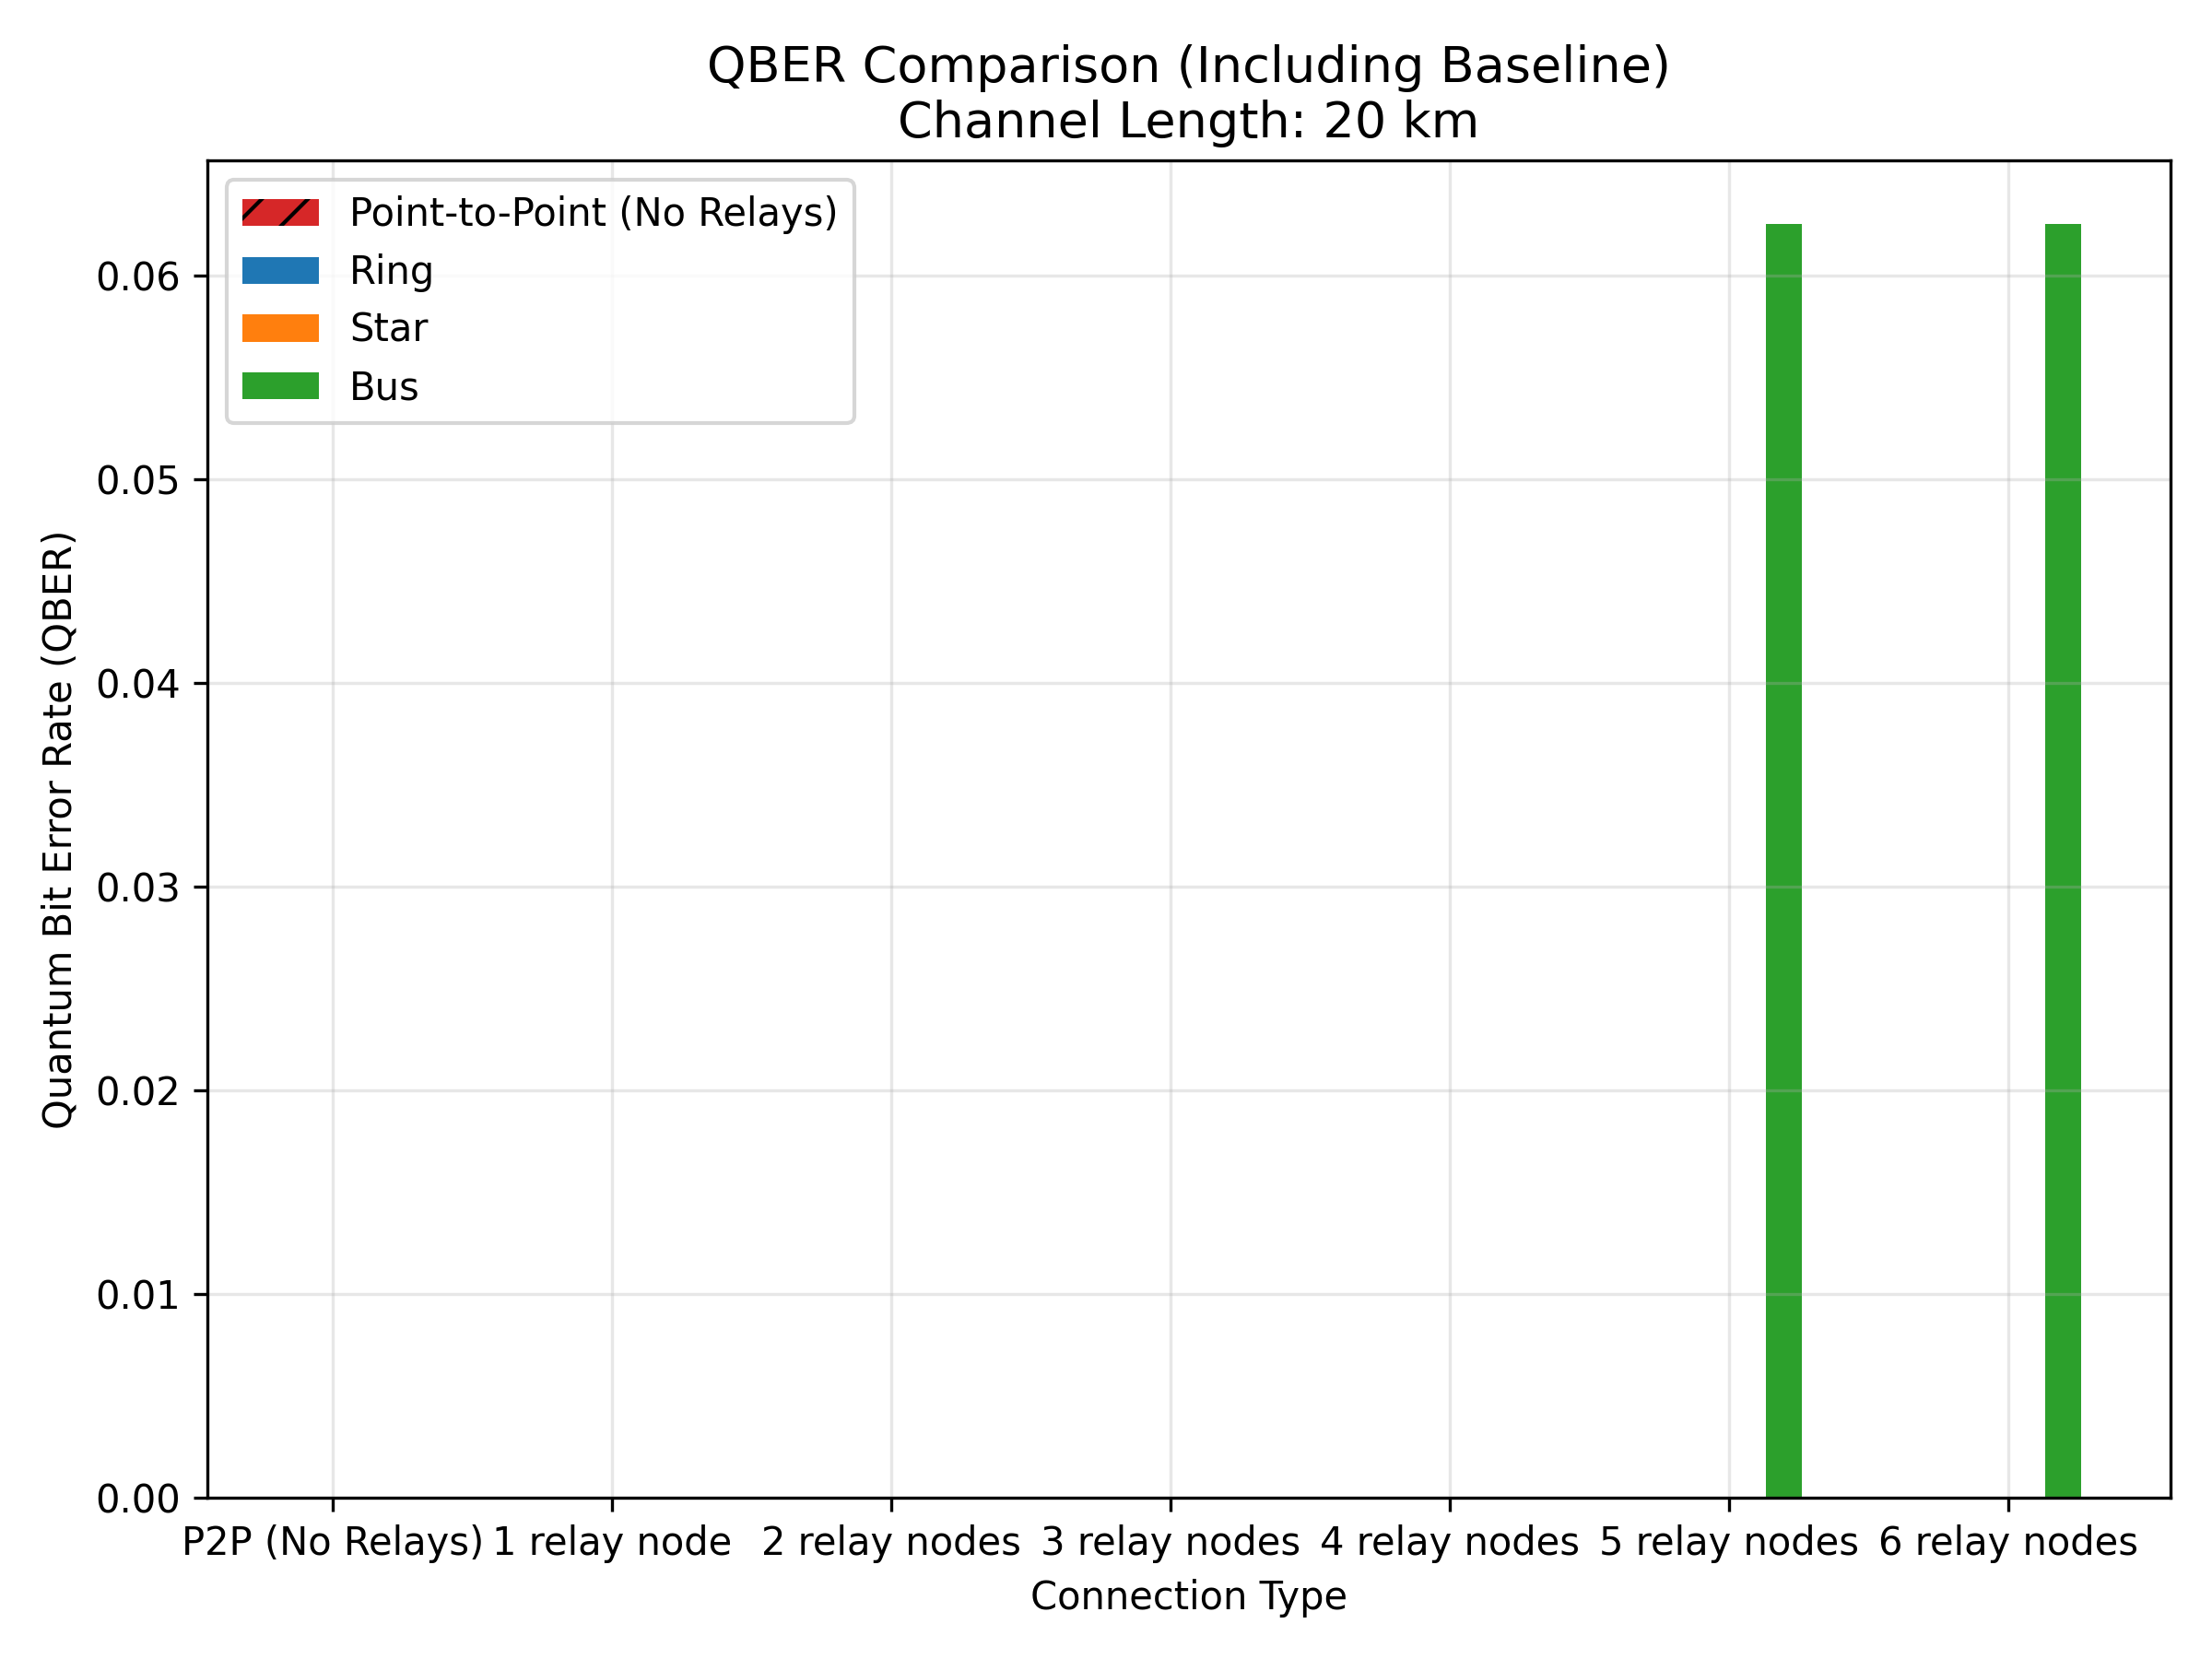 QBER Comparison (Including Baseline)
Channel Length: 20 km
Point-to-Point (No Relays)
Ring
Star
Bus
Quantum Bit Error Rate (QBER)
0.06
0.05
0.04
0.03
0.02
0.01
0.00
P2P (No Relays) 1 relay node 2 relay nodes 3 relay nodes 4 relay nodes 5 relay nodes 6 relay nodes
Connection Type